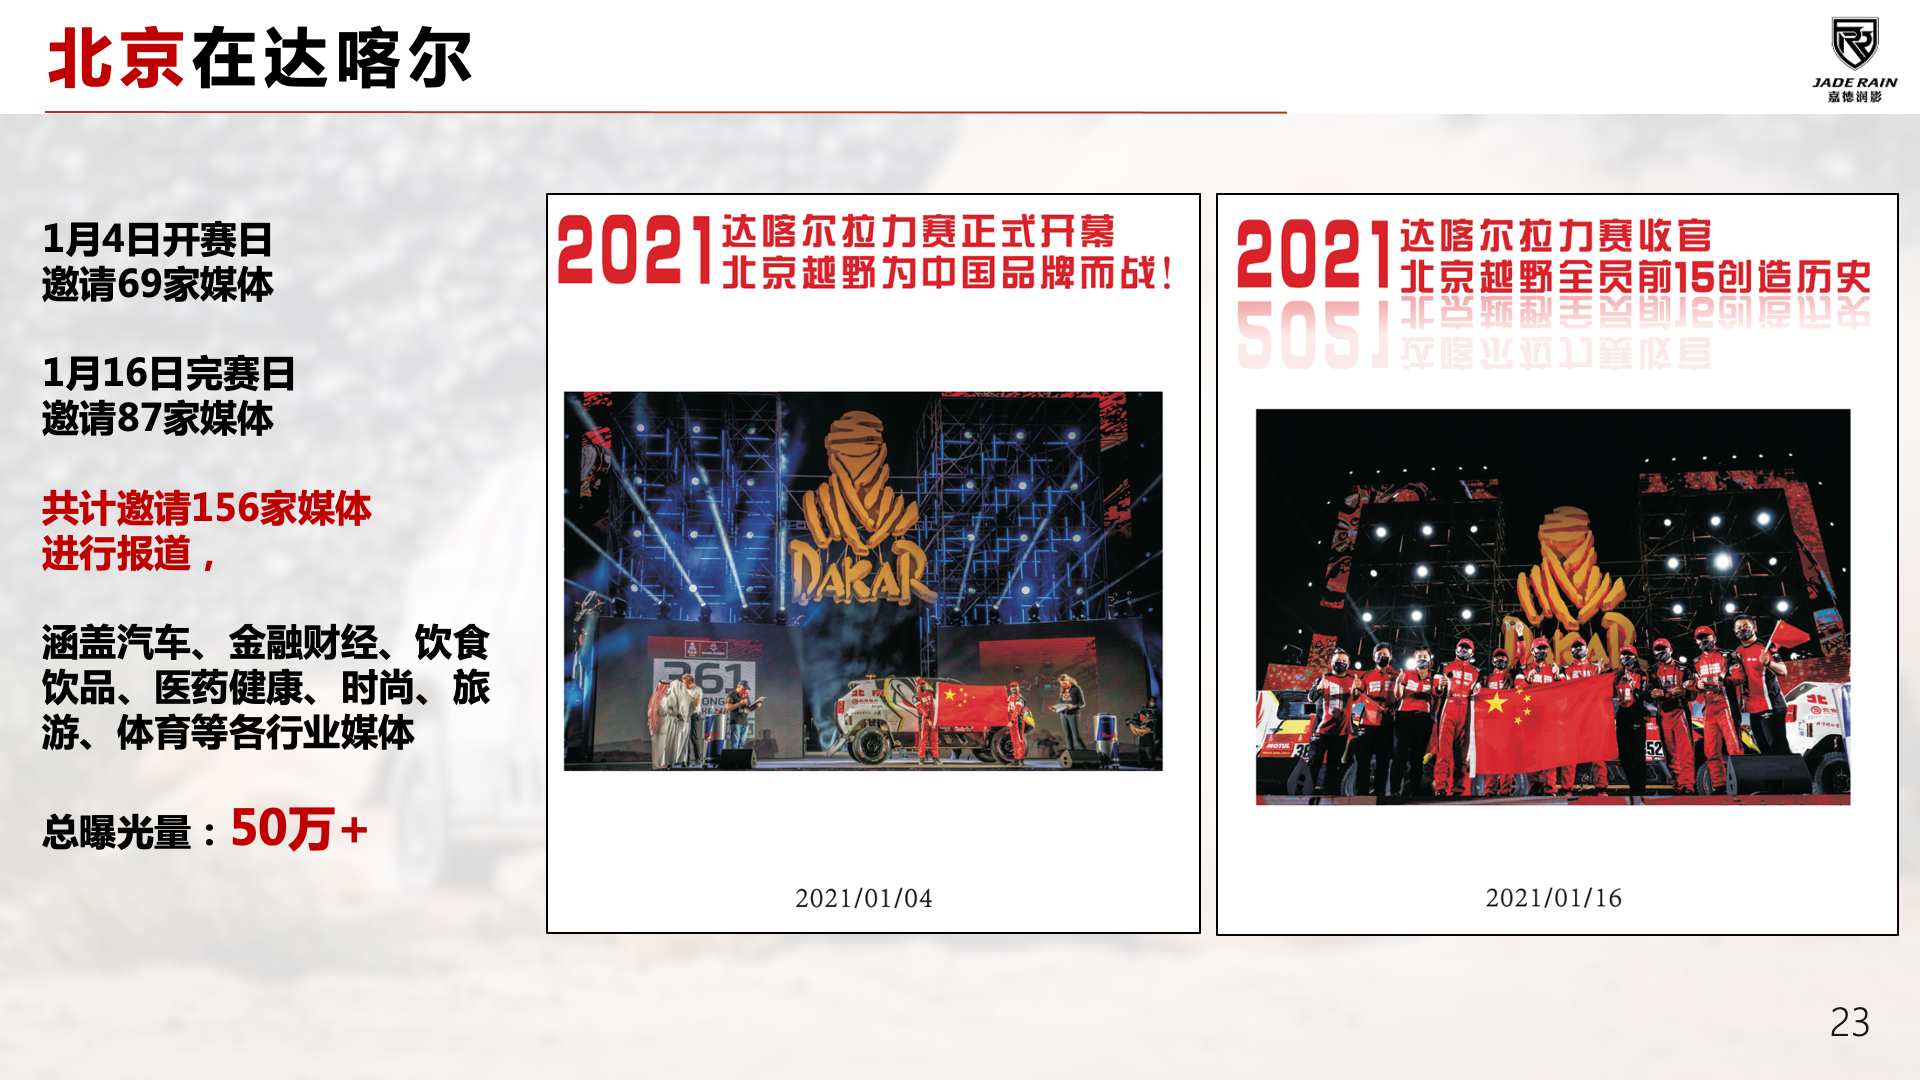 北京在达喀尔
JADE RAIN
嘉德润影
1月4日开赛日
邀请69家媒体
1月16日完赛日
邀请87家媒体
共计邀请156家媒体
进行报道，
涵盖汽车、金融财经、饮食
饮品、医药健康、时尚、旅
游、体育等各行业媒体
总曝光量：50万+
2021达喀尔拉力赛正式开幕
北京越野为中国品牌而战！
DAKAR
361
2021/01/04
2021达喀尔拉力赛收官
北京越野全员前15创造历史
DAKAR
MOTUL
52
2021/01/16
23